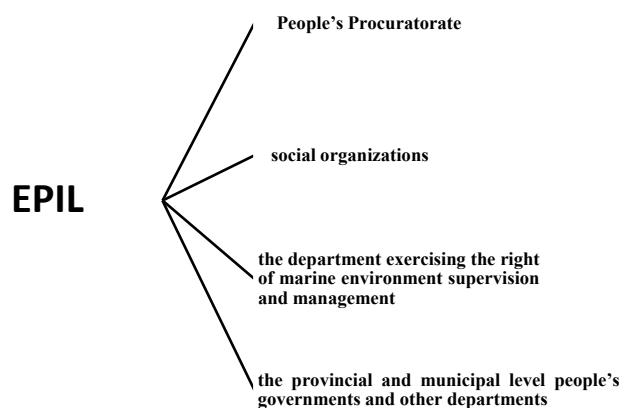 People's Procuratorate
social organizations
EPIL
the department exercising the right
of marine environment supervision
and management
the provincial and municipal level people's
governments and other departments